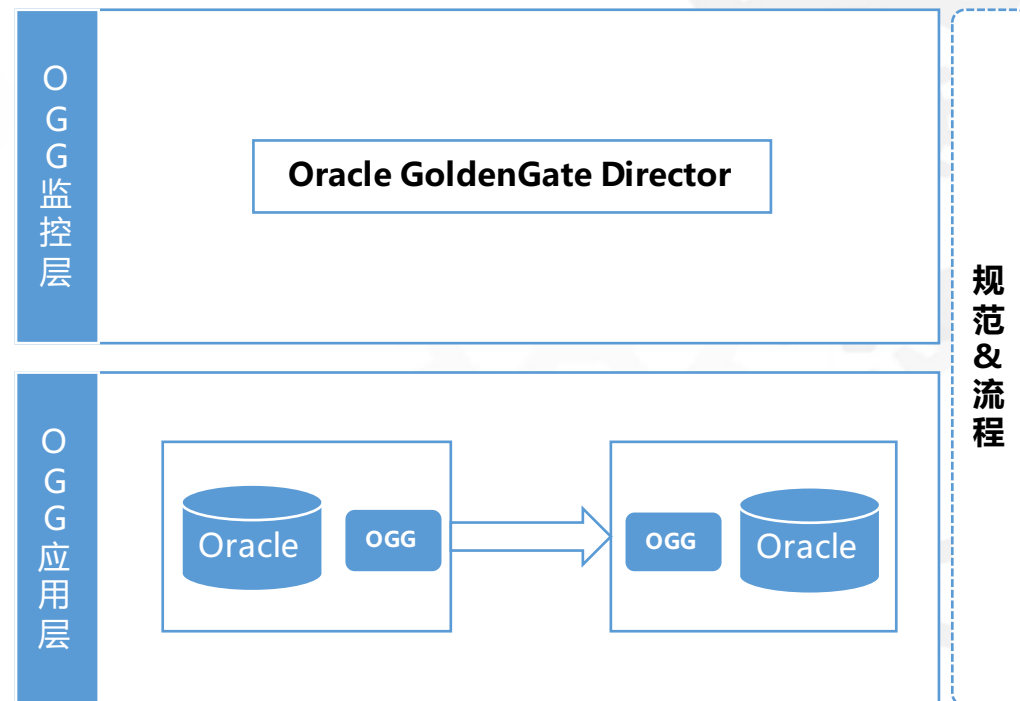 OGG监控层
Oracle GoldenGate Director
OGG应用层
Oracle
OGG
OGG
Oracle
规范&流程